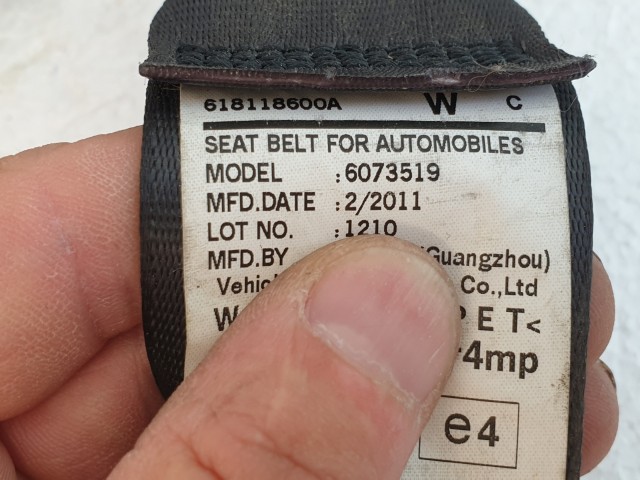 618118600A W C
SEAT BELT FOR AUTOMOBILES
MODEL :6073519
MFD.DATE :2/2011
LOT NO. :1210
MFD.BY (Guangzhou)
Co.,Ltd
PET<
4mp
e4